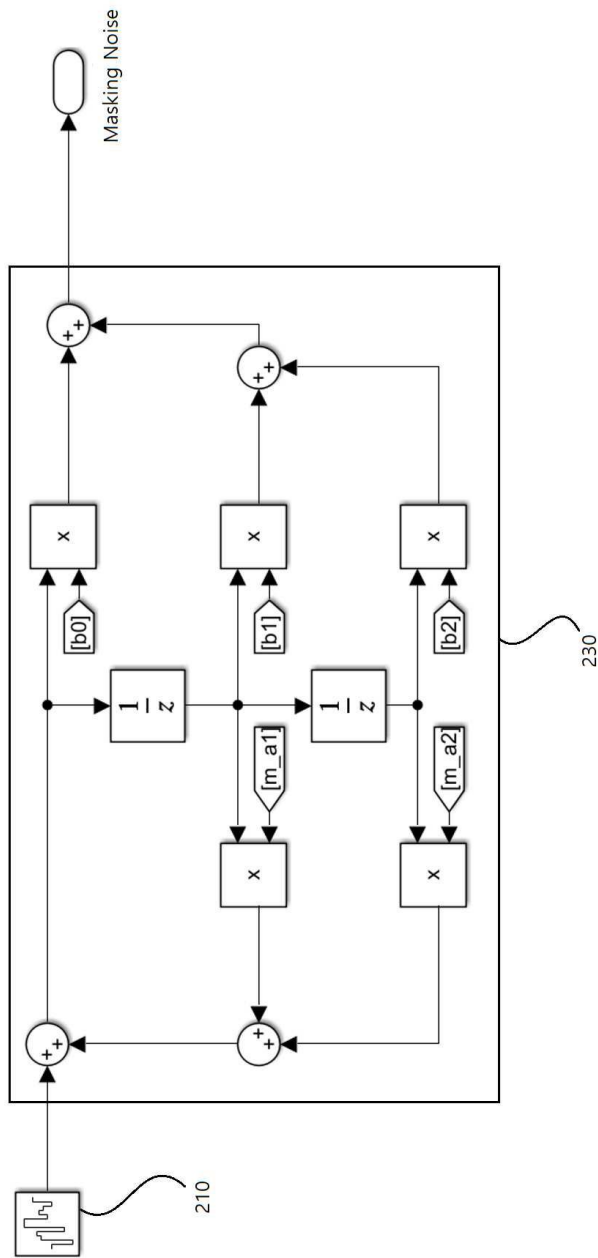 +
+
x
+
+
[b0]
Masking Noise
1
z
210
x
x
+
+
+
+
[m_a1]
[b1]
1
z
x
x
[m_a2]
[b2]
230